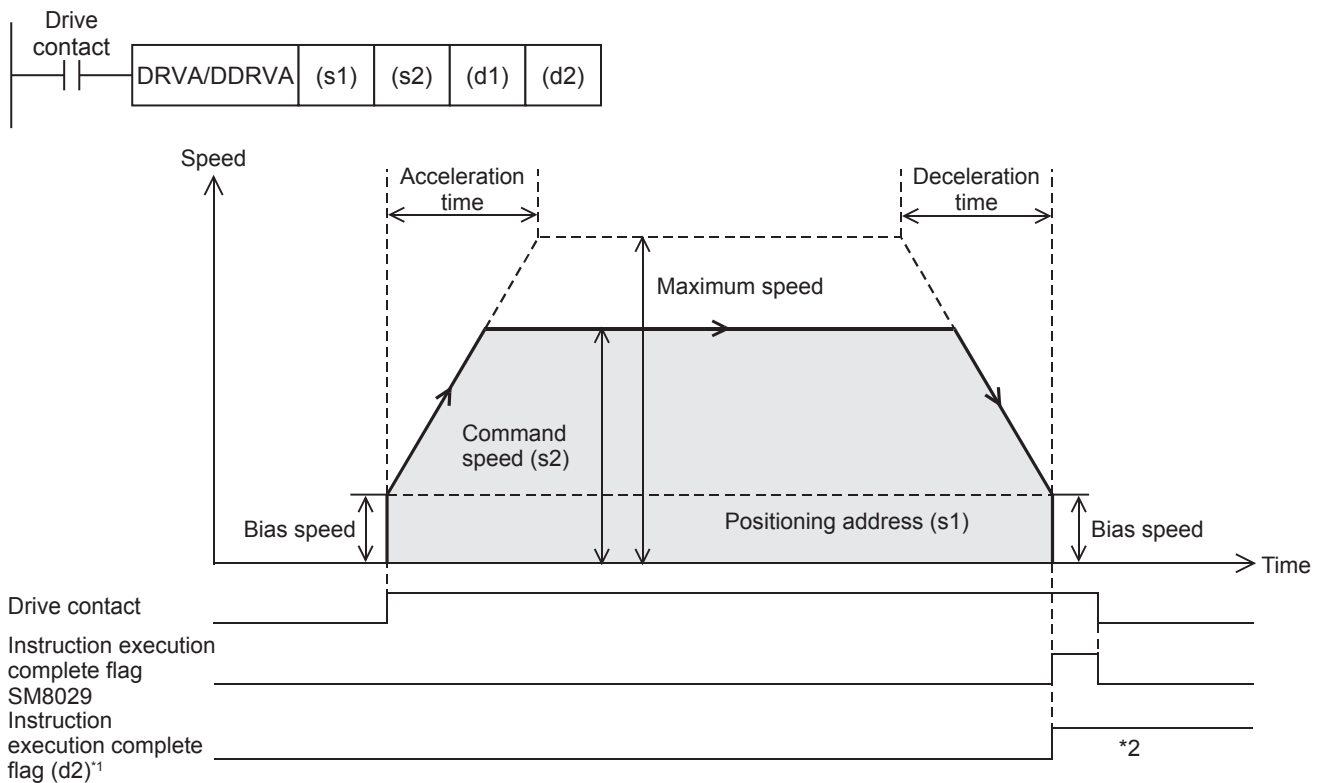 Drive
contact
DRVA/DDRVA (s1) (s2) (d1) (d2)
Speed
Acceleration
time
Deceleration
time
Maximum speed
Command
speed (s2)
Bias speed
Positioning address (s1)
Bias speed
Time
Drive contact
Instruction execution
complete flag
SM8029
Instruction
execution complete
flag (d2)*1
*2